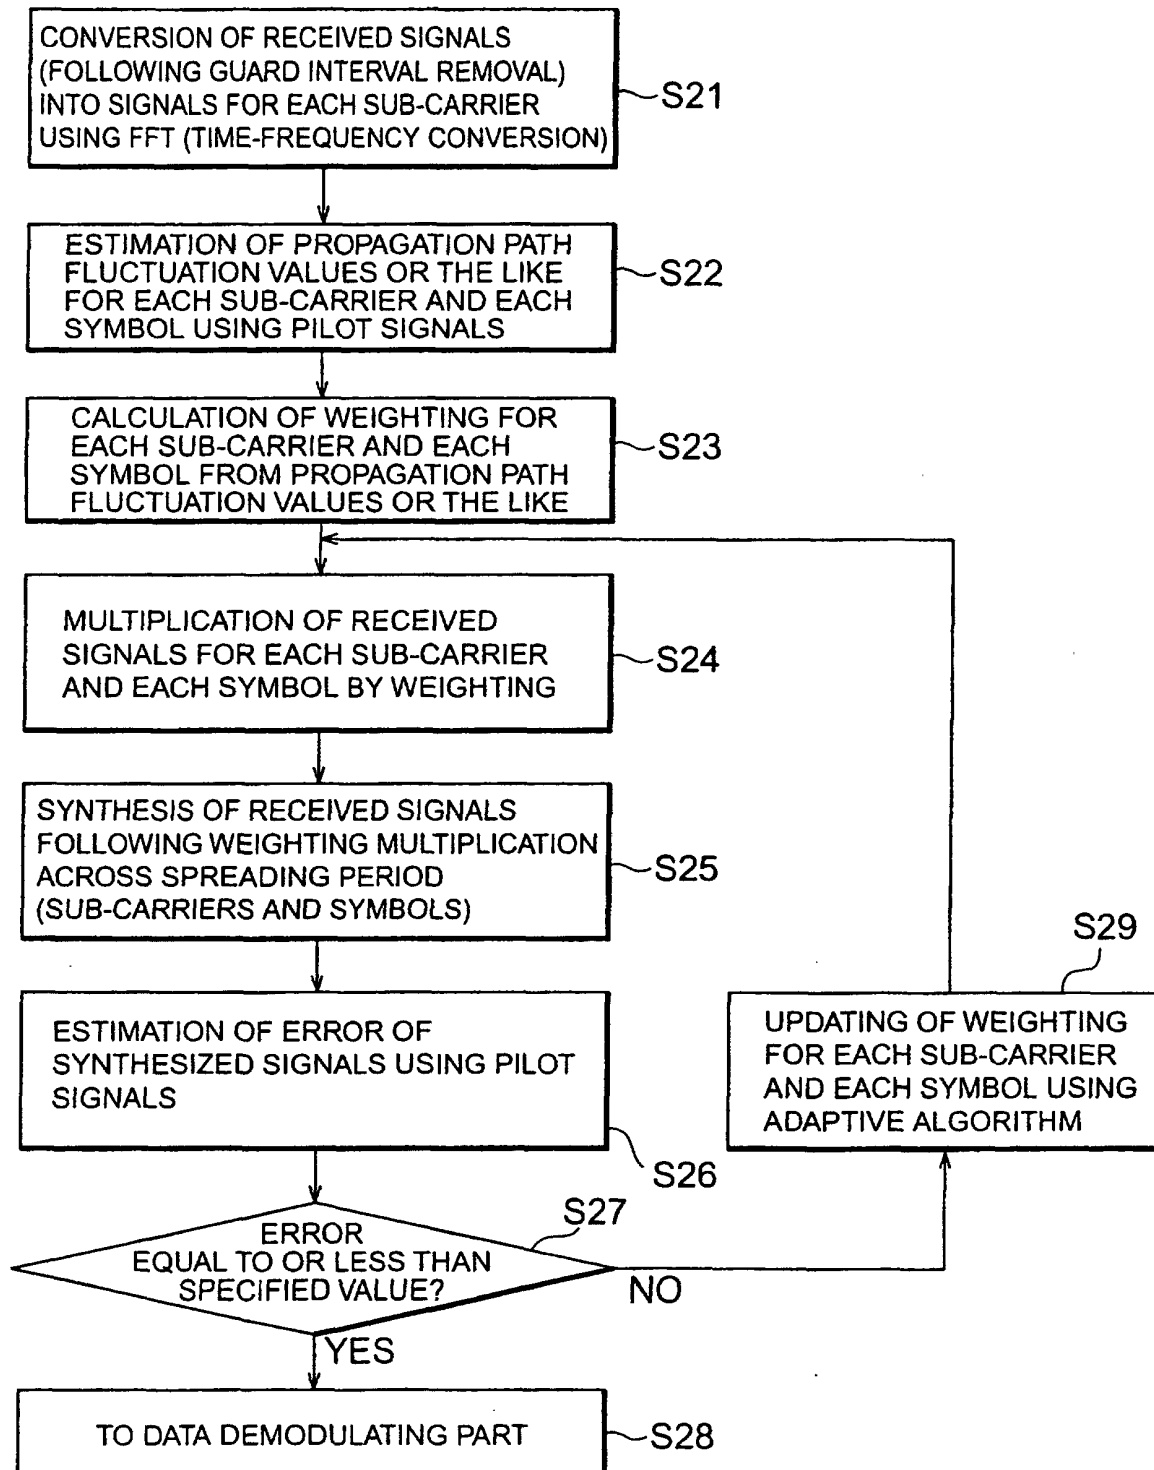 CONVERSION OF RECEIVED SIGNALS
(FOLLOWING GUARD INTERVAL REMOVAL)
INTO SIGNALS FOR EACH SUB-CARRIER
USING FFT (TIME-FREQUENCY CONVERSION)
S21
ESTIMATION OF PROPAGATION PATH
FLUCTUATION VALUES OR THE LIKE
FOR EACH SUB-CARRIER AND EACH
SYMBOL USING PILOT SIGNALS
S22
CALCULATION OF WEIGHTING FOR
EACH SUB-CARRIER AND EACH
SYMBOL FROM PROPAGATION PATH
FLUCTUATION VALUES OR THE LIKE
S23
MULTIPLICATION OF RECEIVED
SIGNALS FOR EACH SUB-CARRIER
AND EACH SYMBOL BY WEIGHTING
S24
SYNTHESIS OF RECEIVED SIGNALS
FOLLOWING WEIGHTING MULTIPLICATION
ACROSS SPREADING PERIOD
(SUB-CARRIERS AND SYMBOLS)
S25
ESTIMATION OF ERROR OF
SYNTHESIZED SIGNALS USING PILOT
SIGNALS
S26
S29
UPDATING OF WEIGHTING
FOR EACH SUB-CARRIER
AND EACH SYMBOL USING
ADAPTIVE ALGORITHM
S27
ERROR
EQUAL TO OR LESS THAN
SPECIFIED VALUE?
NO
YES
TO DATA DEMODULATING PART
S28